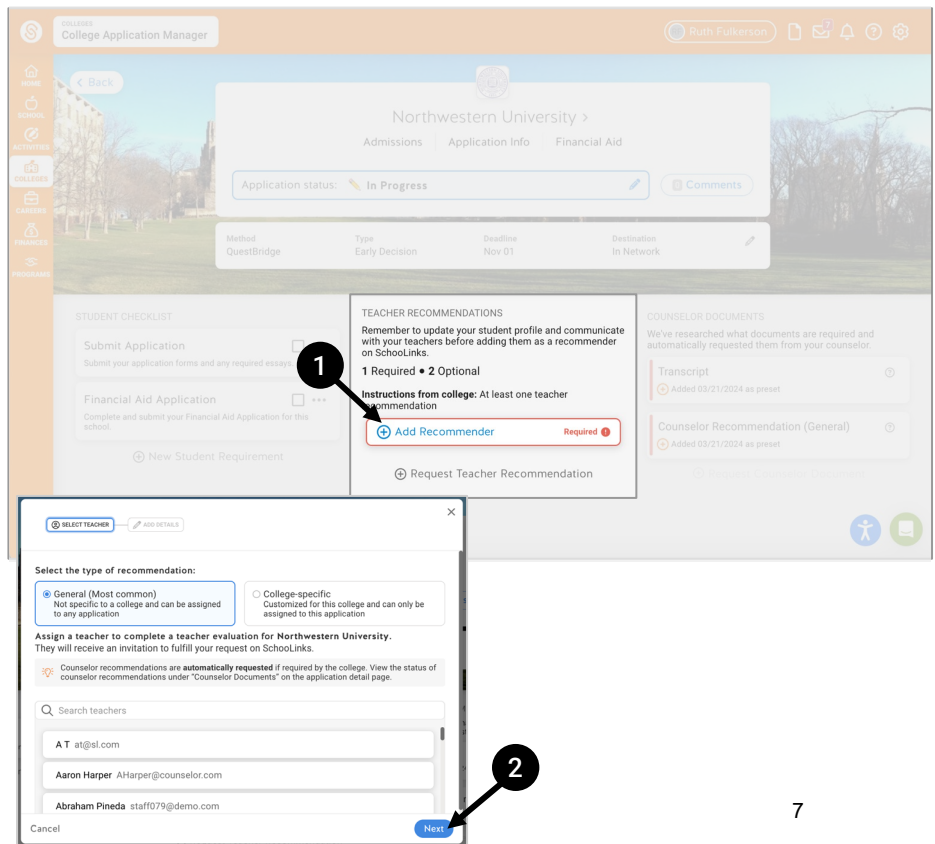 COLLEGES
College Application Manager
Ruth Fulkerson
HOME
SCHOOL
ACTIVITIES
COLLEGES
CAREERS
FINANCES
PROGRAMS
< Back
Northwestern University >
Admissions Application Info Financial Aid
Application status: In Progress
Comments
Method Type Deadline Destination
QuestBridge Early Decision Nov 01 In Network
STUDENT CHECKLIST
Submit Application
Submit your application forms and any required essays.
Financial Aid Application
Complete and submit your Financial Aid Application for this
school.
New Student Requirement
1
TEACHER RECOMMENDATIONS
Remember to update your student profile and communicate
with your teachers before adding them as a recommender
on SchooLinks.
1 Required • 2 Optional
Instructions from college: At least one teacher
recommendation
Add Recommender Required
Request Teacher Recommendation
COUNSELOR DOCUMENTS
We've researched what documents are required and
automatically requested them from your counselor.
Transcript
Added 03/21/2024 as preset
Counselor Recommendation (General)
Added 03/21/2024 as preset
SELECT TEACHER ADD DETAILS
Select the type of recommendation:
General (Most common)
Not specific to a college and can be assigned
to any application
College-specific
Customized for this college and can only be
assigned to this application
Assign a teacher to complete a teacher evaluation for Northwestern University.
They will receive an invitation to fulfill your request on SchooLinks.
Counselor recommendations are automatically requested if required by the college. View the status of
counselor recommendations under "Counselor Documents" on the application detail page.
Search teachers
A T at@sl.com
Aaron Harper AHarper@counselor.com
Abraham Pineda staff079@demo.com
Cancel Next
2
7